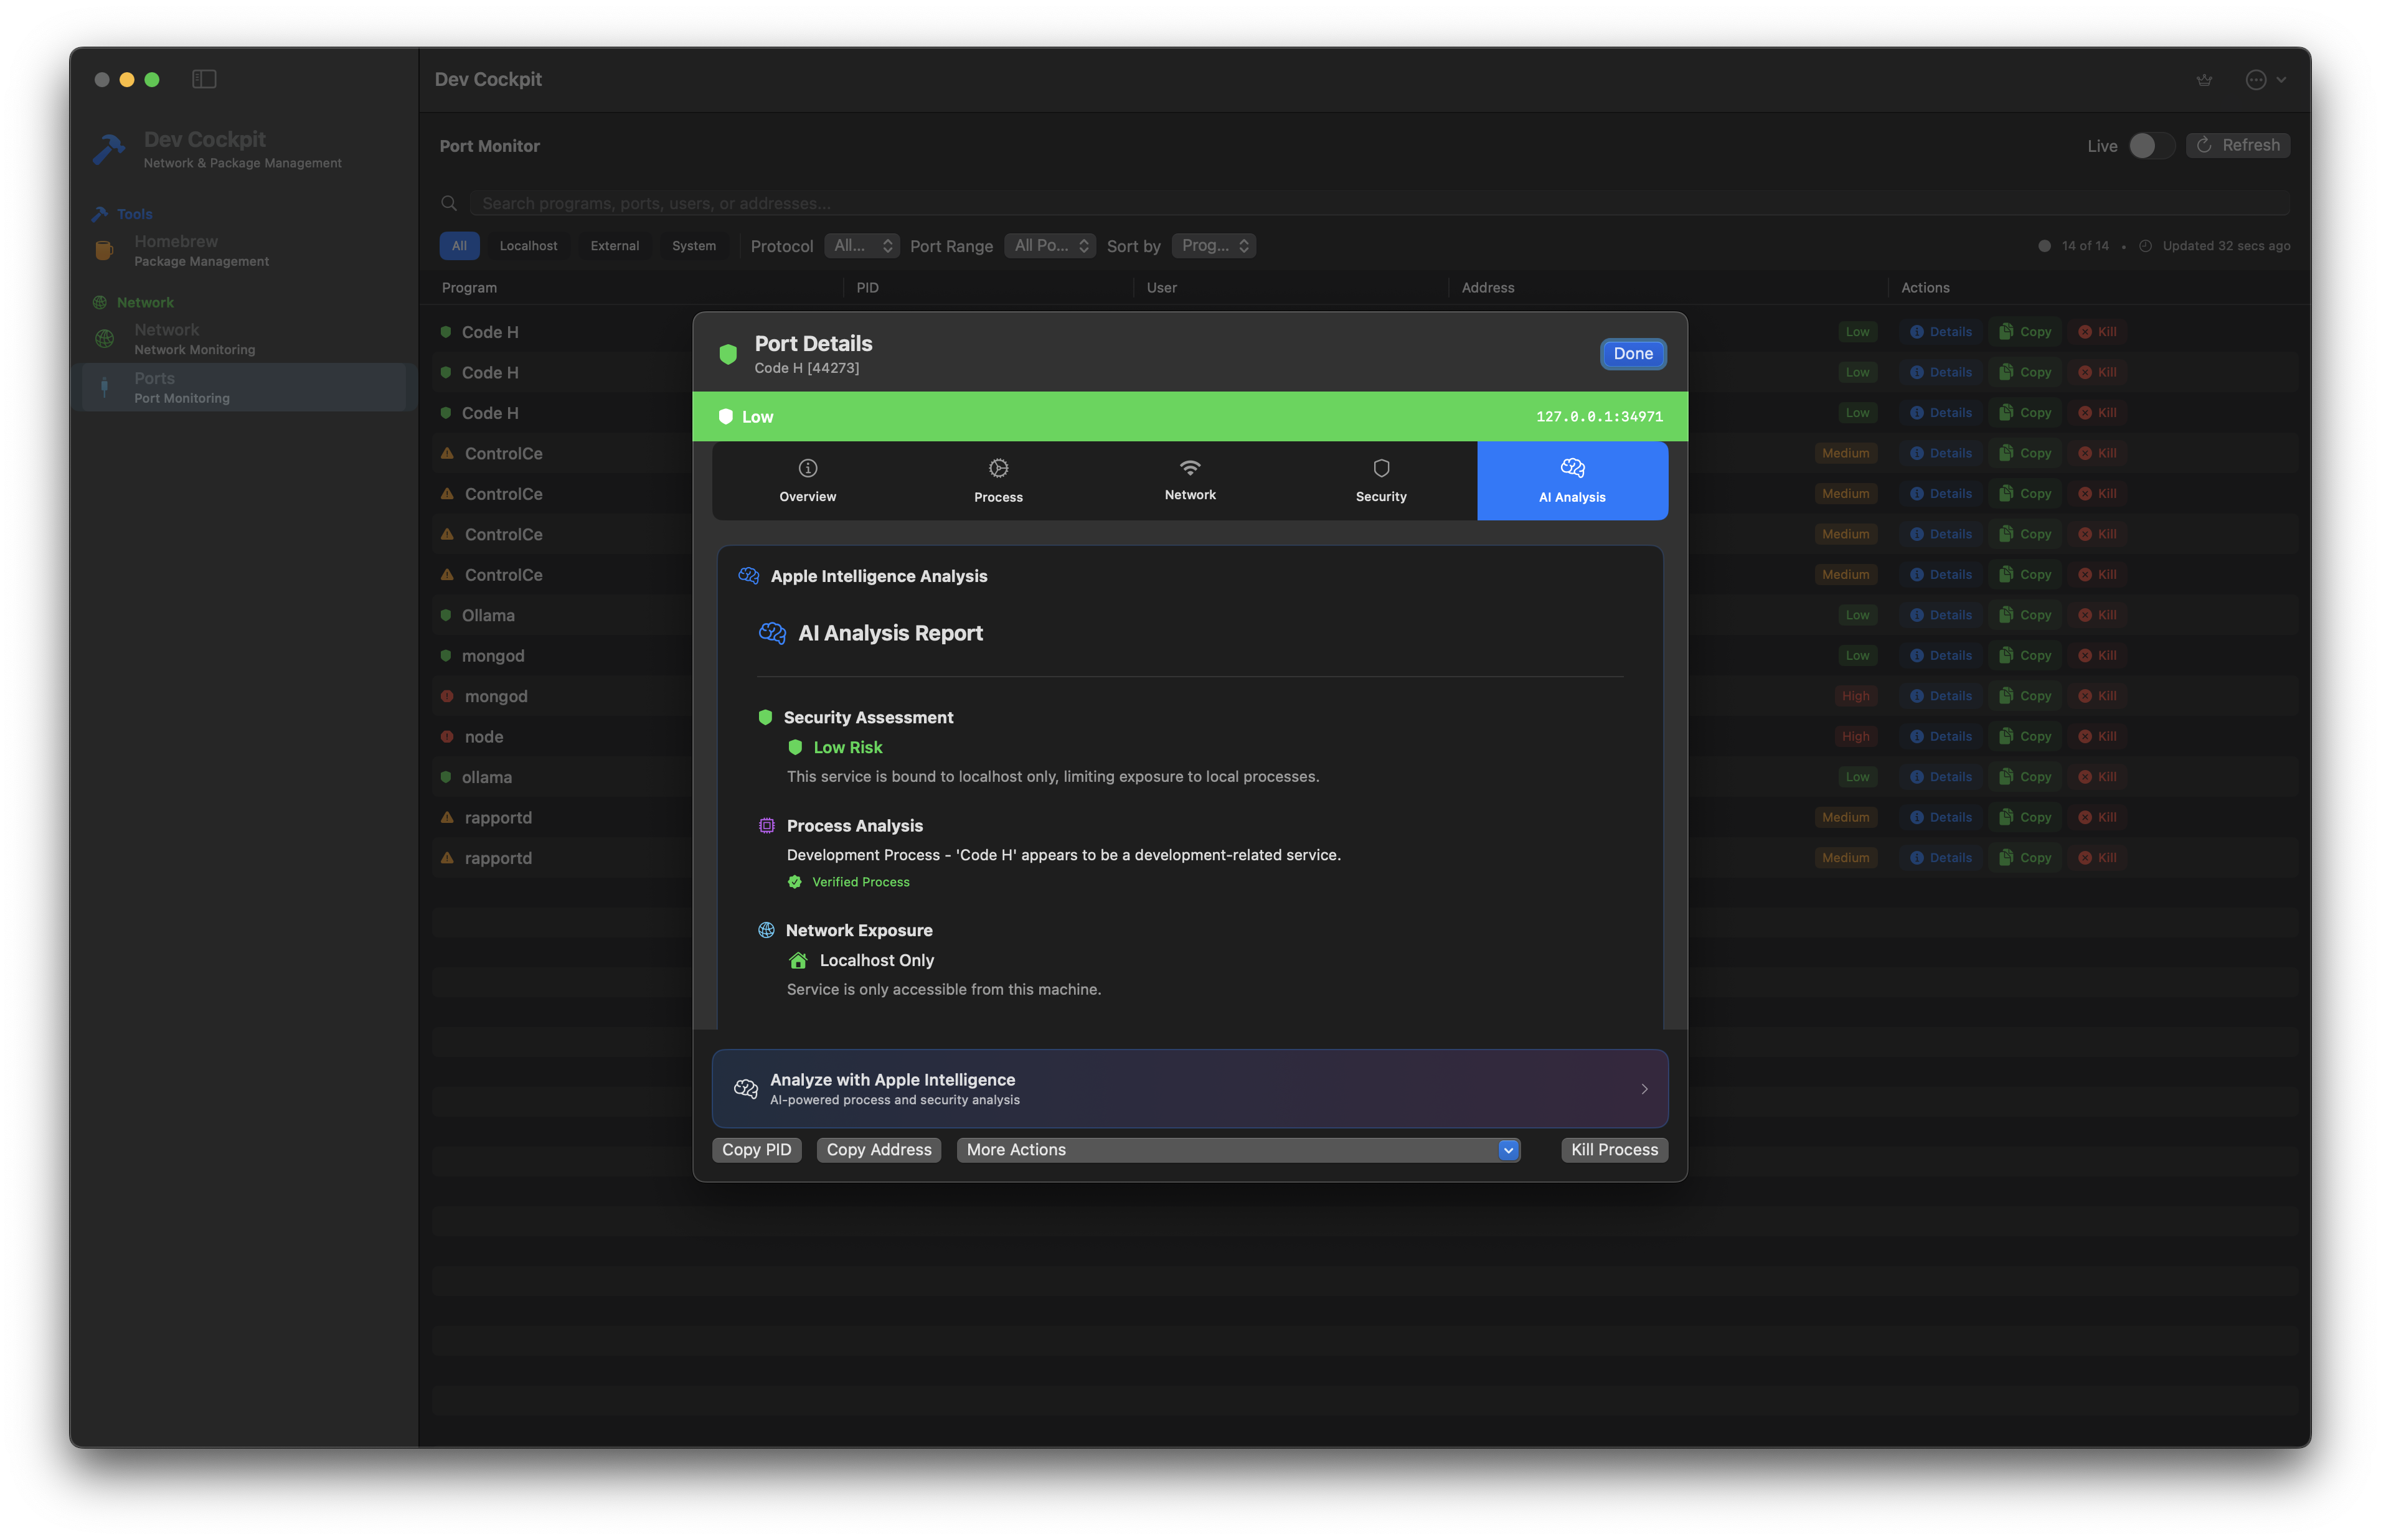 Dev Cockpit
Dev Cockpit
Network & Package Management
Tools
Homebrew
Package Management
Network
Network
Network Monitoring
Ports
Port Monitoring
Port Monitor
Live
Refresh
Search programs, ports, users, or addresses...
All
Localhost
External
System
Protocol
All...
Port Range
All Po...
Sort by
Prog...
14 of 14 • Updated 32 secs ago
Program PID User Address Actions
Code H Low Details Copy Kill
Code H Low Details Copy Kill
Code H Low Details Copy Kill
ControlCe Medium Details Copy Kill
ControlCe Medium Details Copy Kill
ControlCe Medium Details Copy Kill
ControlCe Medium Details Copy Kill
Ollama Low Details Copy Kill
mongod Low Details Copy Kill
mongod High Details Copy Kill
node High Details Copy Kill
ollama Low Details Copy Kill
rapportd Medium Details Copy Kill
rapportd Medium Details Copy Kill
Port Details
Code H [44273]
Done
Low
127.0.0.1:34971
Overview
Process
Network
Security
AI Analysis
Apple Intelligence Analysis
AI Analysis Report
Security Assessment
Low Risk
This service is bound to localhost only, limiting exposure to local processes.
Process Analysis
Development Process - 'Code H' appears to be a development-related service.
Verified Process
Network Exposure
Localhost Only
Service is only accessible from this machine.
Analyze with Apple Intelligence
AI-powered process and security analysis
Copy PID
Copy Address
More Actions
Kill Process